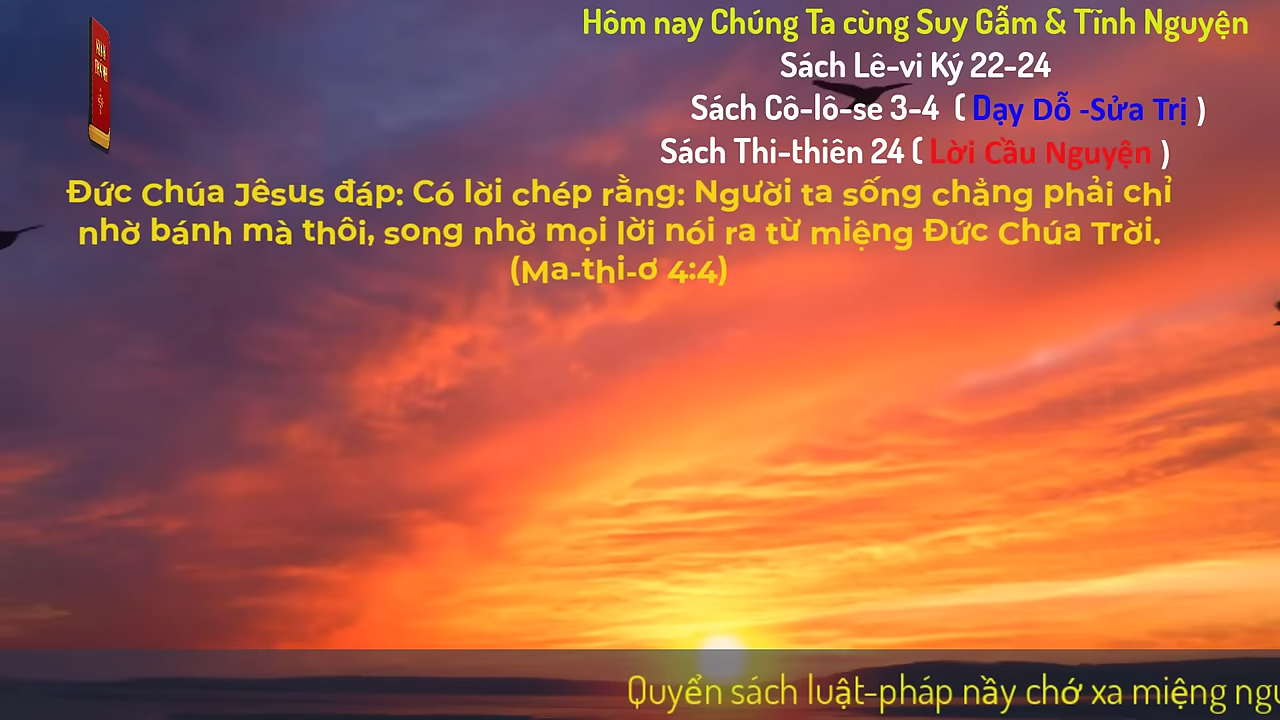 Hôm nay Chúng Ta cùng Suy Gẫm & Tĩnh Nguyện
Sách Lê-vi Ký 22-24
Sách Cô-lô-se 3-4 ( Dạy Dỗ -Sửa Trị )
Sách Thi-thiên 24 ( Lời Cầu Nguyện )
Đức Chúa Jêsus đáp: Có lời chép rằng: Người ta sống chẳng phải chỉ
nhờ bánh mà thôi, song nhờ mọi lời nói ra từ miệng Đức Chúa Trời.
(Ma-thi-ơ 4:4)
Quyển sách luật-pháp nầy chớ xa miệng